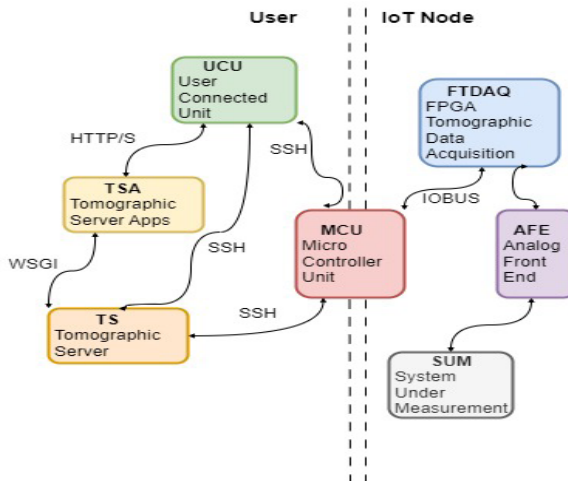 User
IoT Node
UCU
User
Connected
Unit
FTDAQ
FPGA
Tomographic
Data
Acquisition
HTTP/S
SSH
TSA
Tomographic
Server Apps
IOBUS
MCU
Micro
Controller
Unit
AFE
Analog
Front
End
WSGI
SSH
TS
Tomographic
Server
SSH
SUM
System
Under
Measurement